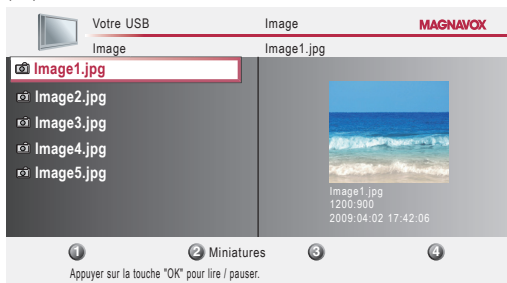 Votre USB Image MAGNAVOX
Image Image1.jpg
Image1.jpg
Image2.jpg
Image3.jpg
Image4.jpg
Image5.jpg
Image1.jpg
1200:900
2009:04:02 17:42:06
1 2 Miniatures 3 4
Appuyer sur la touche "OK" pour lire / pauser.